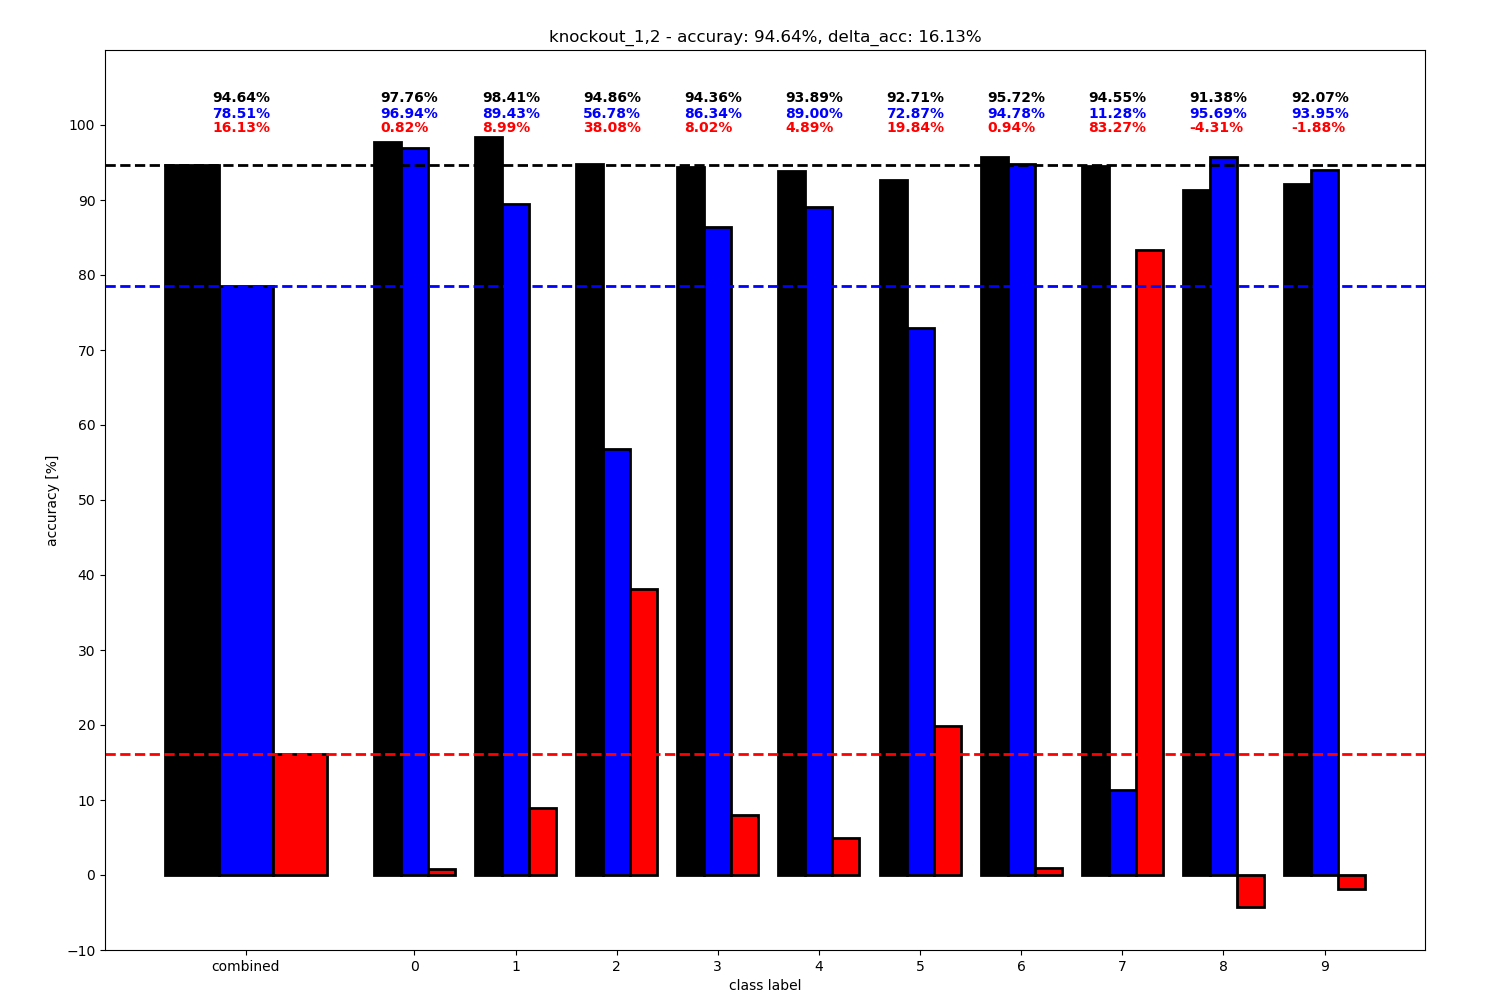 knockout_1,2 - accuray: 94.64%, delta_acc: 16.13%
94.64% 97.76% 98.41% 94.86% 94.36% 93.89% 92.71% 95.72% 94.55% 91.38% 92.07%
78.51% 96.94% 89.43% 56.78% 86.34% 89.00% 72.87% 94.78% 11.28% 95.69% 93.95%
16.13% 0.82% 8.99% 38.08% 8.02% 4.89% 19.84% 0.94% 83.27% -4.31% -1.88%
100
90
80
70
60
50
40
30
20
10
0
−10
accuracy [%]
combined 0 1 2 3 4 5 6 7 8 9
class label